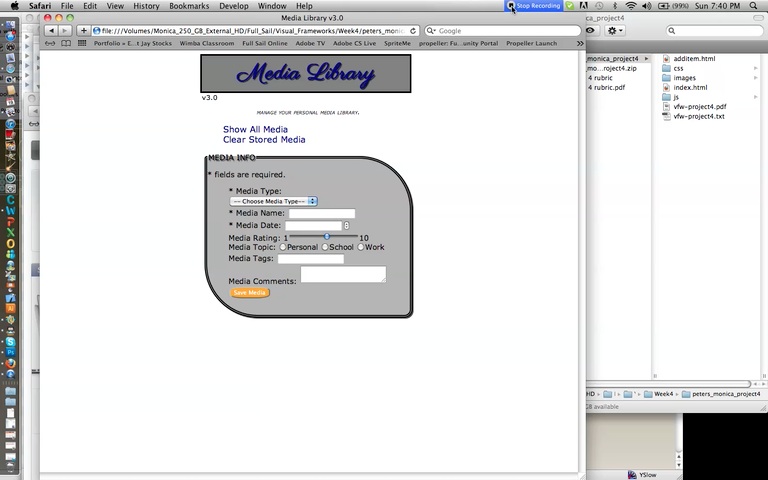 Safari File Edit View History Bookmarks Develop Window Help Stop Recording (99%) Sun 7:40 PM
Media Library v3.0
file:///Volumes/Monica_250_GB_External_HD/Full_Sail/Visual_Frameworks/Week4/peters_monic
Google
Portfolio » E...t Jay Stocks Wimba Classroom Full Sail Online Adobe TV Adobe CS Live SpriteMe propeller: Fu...unity Portal Propeller Launch
Media Library
v3.0
MANAGE YOUR PERSONAL MEDIA LIBRARY.
Show All Media
Clear Stored Media
MEDIA INFO
* fields are required.
* Media Type:
-- Choose Media Type--
* Media Name:
* Media Date:
Media Rating: 1 10
Media Topic: Personal School Work
Media Tags:
Media Comments:
Save Media
ca_project4
monica_project4
mo...roject4.zip
4 rubric
4 rubric.pdf
additem.html
css
images
index.html
js
vfw-project4.pdf
vfw-project4.txt
HD Week4 peters_monica_project4
GB available
YSlow